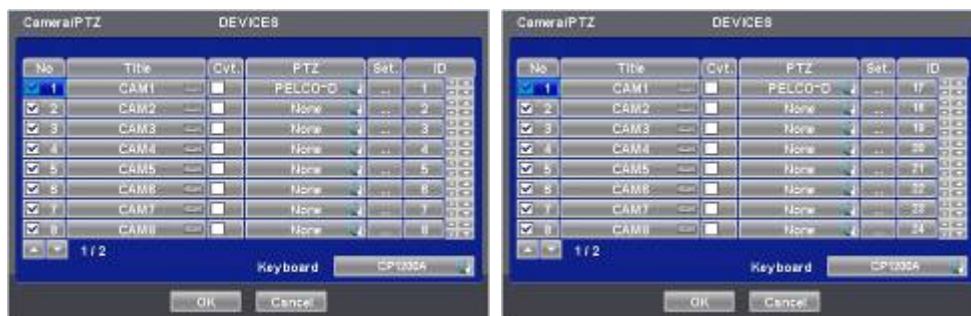 Camera/PTZ DEVICES
No Title Cvt. PTZ Set. ID
1 CAM1 PELCO-D ... 1
2 CAM2 None ... 2
3 CAM3 None ... 3
4 CAM4 None ... 4
5 CAM5 None ... 5
6 CAM6 None ... 6
7 CAM7 None ... 7
8 CAM8 None ... 8
1 / 2
Keyboard CP1200A
OK Cancel
Camera/PTZ DEVICES
No Title Cvt. PTZ Set. ID
1 CAM1 PELCO-D ... 17
2 CAM2 None ... 18
3 CAM3 None ... 19
4 CAM4 None ... 20
5 CAM5 None ... 21
6 CAM6 None ... 22
7 CAM7 None ... 23
8 CAM8 None ... 24
1 / 2
Keyboard CP1200A
OK Cancel